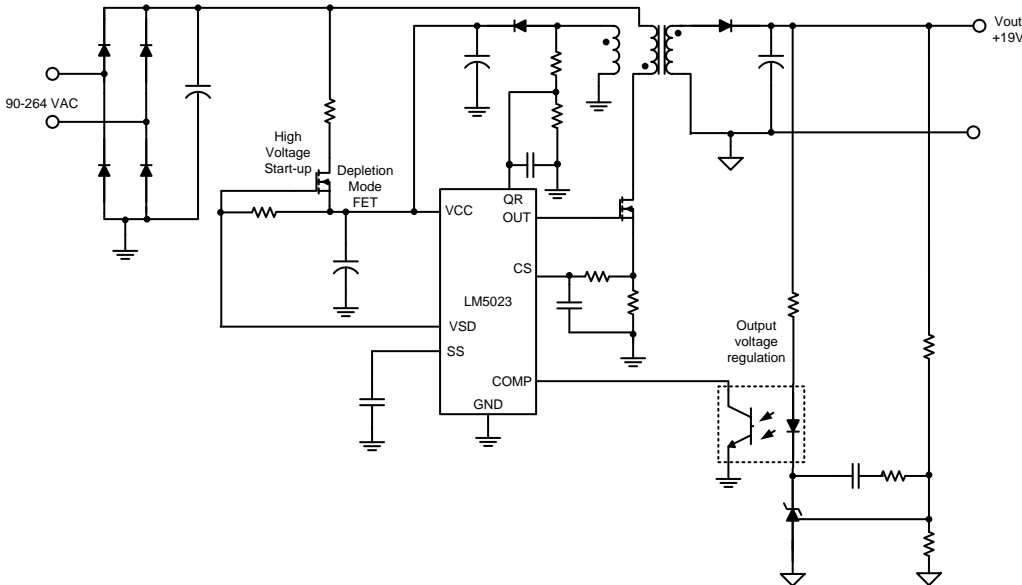 Vout
+19V
90-264 VAC
High
Voltage
Start-up
Depletion
Mode
FET
VCC
QR
OUT
CS
LM5023
VSD
SS
COMP
GND
Output
voltage
regulation